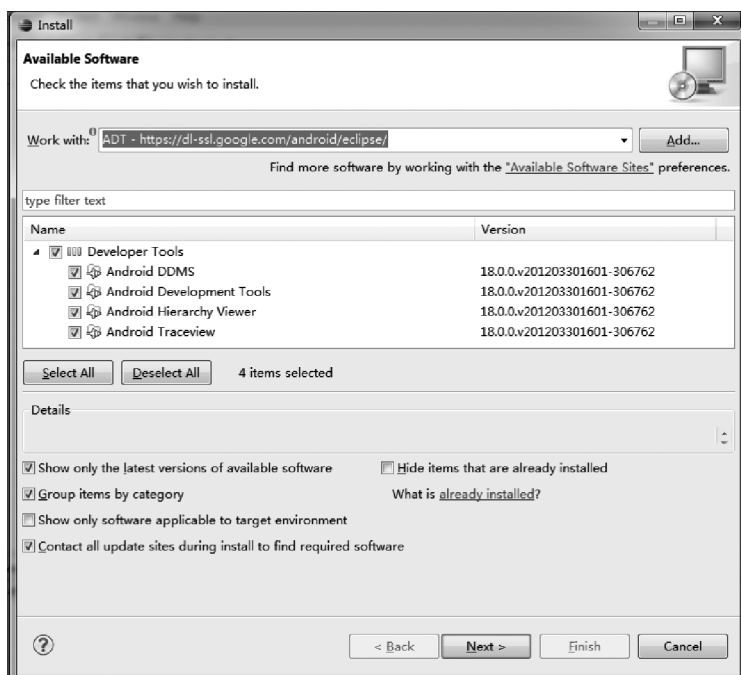 Install
Available Software
Check the items that you wish to install.
Work with: ADT - https://dl-ssl.google.com/android/eclipse/ Add...
Find more software by working with the "Available Software Sites" preferences.
type filter text
Name Version
Developer Tools
Android DDMS 18.0.0.v201203301601-306762
Android Development Tools 18.0.0.v201203301601-306762
Android Hierarchy Viewer 18.0.0.v201203301601-306762
Android Traceview 18.0.0.v201203301601-306762
Select All Deselect All 4 items selected
Details
Show only the latest versions of available software Hide items that are already installed
Group items by category What is already installed?
Show only software applicable to target environment
Contact all update sites during install to find required software
? < Back Next > Finish Cancel